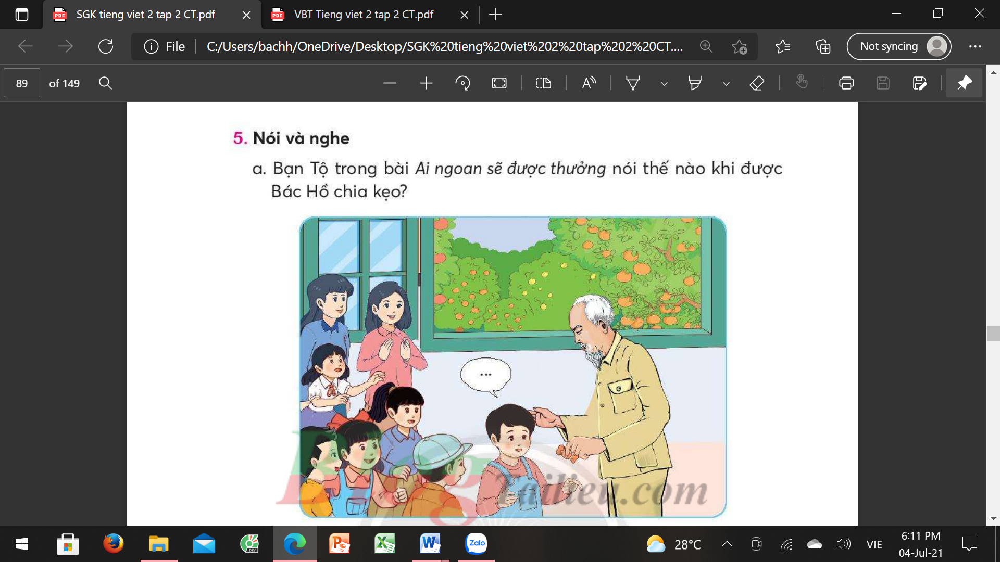 SGK tieng viet 2 tap 2 CT.pdf
VBT Tieng viet 2 tap 2 CT.pdf
File
C:/Users/bachh/OneDrive/Desktop/SGK%20tieng%20viet%202%20tap%202%20CT....
Not syncing
89 of 149
5. Nói và nghe
a. Bạn Tộ trong bài Ai ngoan sẽ được thưởng nói thế nào khi được
Bác Hồ chia kẹo?
...
Blog
Tailieu.com
DEV
Zalo
28°C
VIE
6:11 PM
04-Jul-21